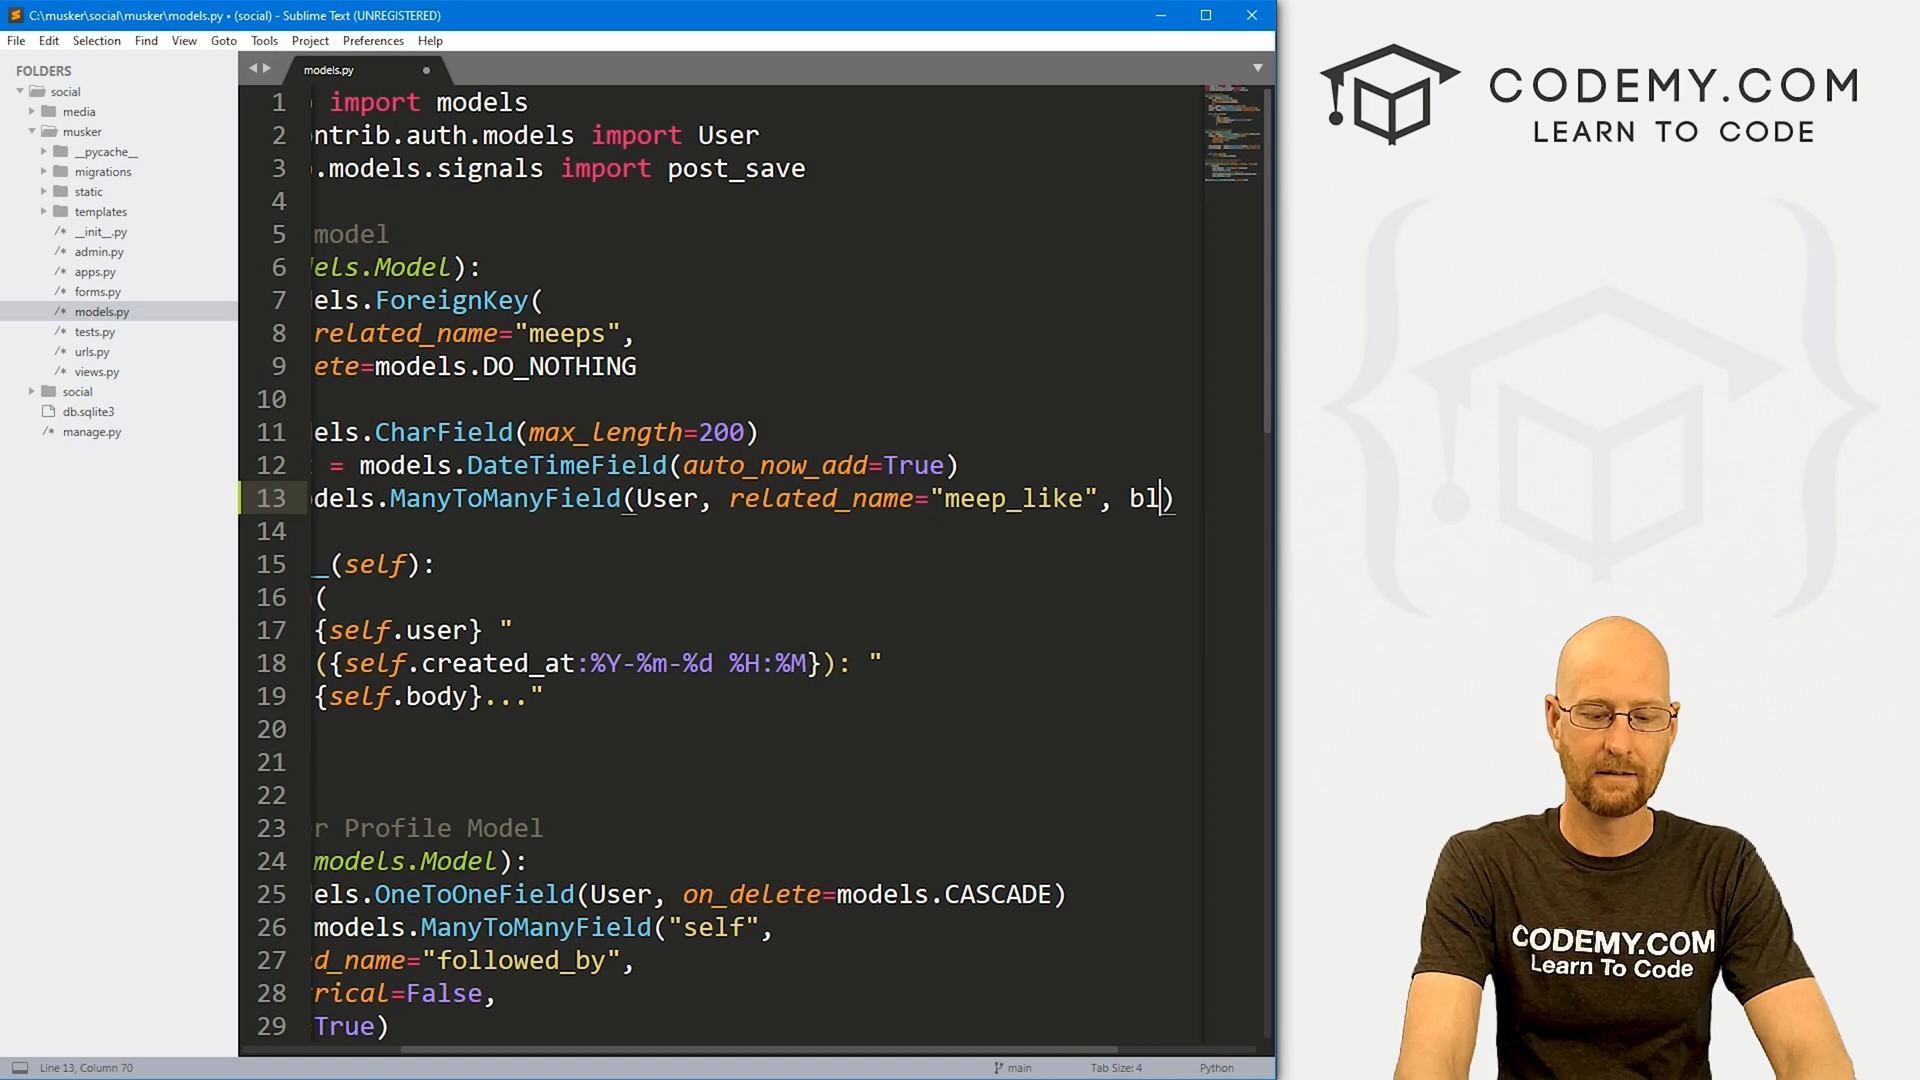 C:\musker\social\musker\models.py • (social) - Sublime Text (UNREGISTERED)
File Edit Selection Find View Goto Tools Project Preferences Help
FOLDERS
social
media
musker
__pycache__
migrations
static
templates
/* __init__.py
/* admin.py
/* apps.py
/* forms.py
/* models.py
/* tests.py
/* urls.py
/* views.py
social
db.sqlite3
manage.py
models.py
1 import models
2 ntrib.auth.models import User
3 .models.signals import post_save
4
5 model
6 els.Model):
7 els.ForeignKey(
8 related_name="meeps",
9 ete=models.DO_NOTHING
10
11 els.CharField(max_length=200)
12 = models.DateTimeField(auto_now_add=True)
13 dels.ManyToManyField(User, related_name="meep_like", bl)
14
15 _(self):
16 (
17 {self.user} "
18 ({self.created_at:%Y-%m-%d %H:%M}): "
19 {self.body}..."
20
21
22
23 r Profile Model
24 models.Model):
25 els.OneToOneField(User, on_delete=models.CASCADE)
26 models.ManyToManyField("self",
27 d_name="followed_by",
28 rical=False,
29 True)
Line 13, Column 70
main
Tab Size: 4
Python
CODEMY.COM
LEARN TO CODE
CODEMY.COM
Learn To Code